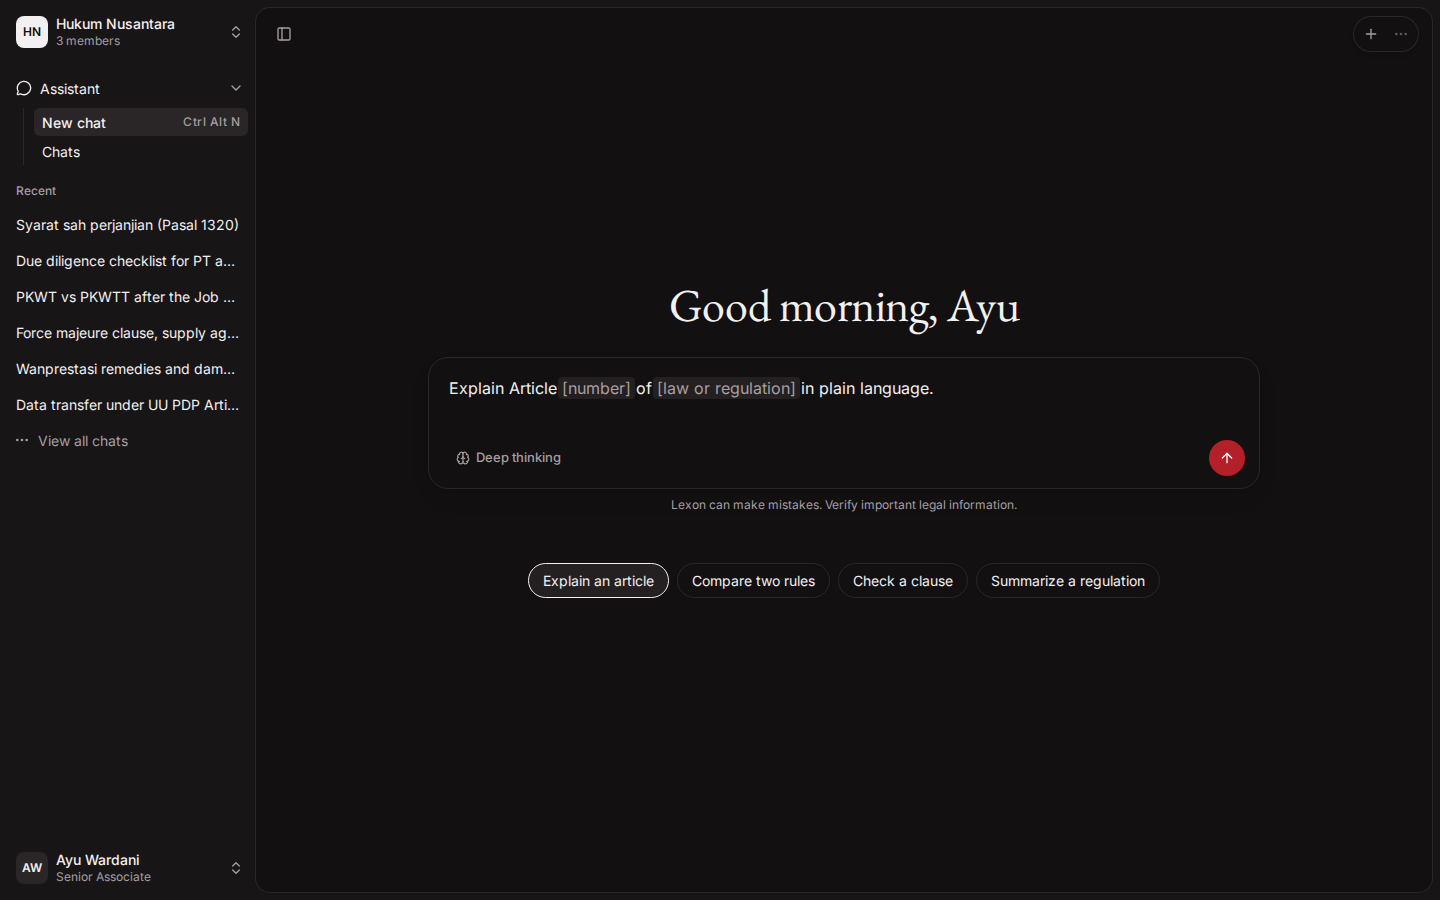 HN
Hukum Nusantara
3 members
Assistant
New chat
Ctrl Alt N
Chats
Recent
Syarat sah perjanjian (Pasal 1320)
Due diligence checklist for PT a...
PKWT vs PKWTT after the Job ...
Force majeure clause, supply ag...
Wanprestasi remedies and dam...
Data transfer under UU PDP Arti...
View all chats
AW
Ayu Wardani
Senior Associate
Good morning, Ayu
Explain Article [number] of [law or regulation] in plain language.
Deep thinking
Lexon can make mistakes. Verify important legal information.
Explain an article
Compare two rules
Check a clause
Summarize a regulation